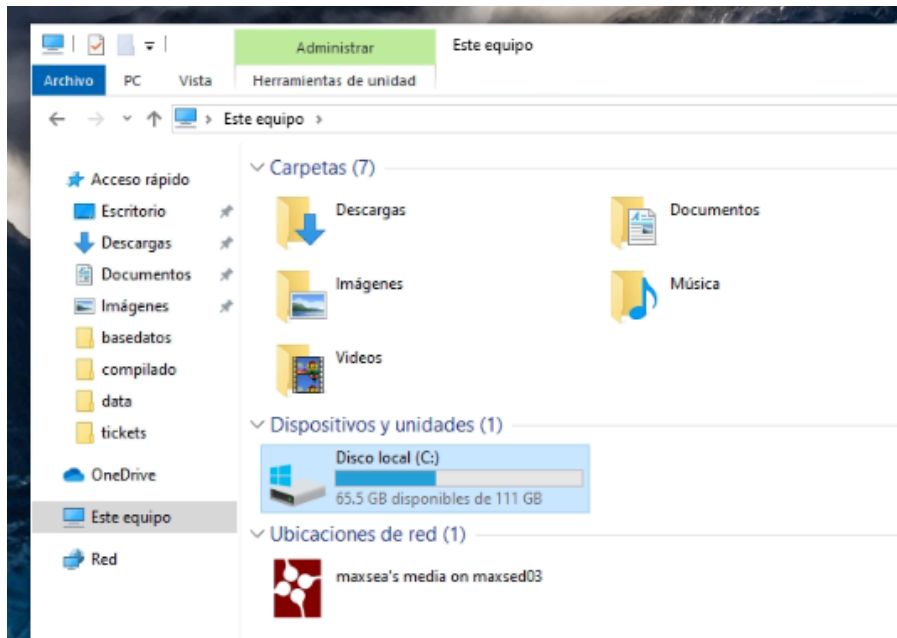 Administrar
Este equipo
Archivo
PC
Vista
Herramientas de unidad
Este equipo
Acceso rápido
Escritorio
Descargas
Documentos
Imágenes
basedatos
compilado
data
tickets
OneDrive
Este equipo
Red
Carpetas (7)
Descargas
Documentos
Imágenes
Música
Videos
Dispositivos y unidades (1)
Disco local (C:)
65.5 GB disponibles de 111 GB
Ubicaciones de red (1)
maxsea's media on maxsed03